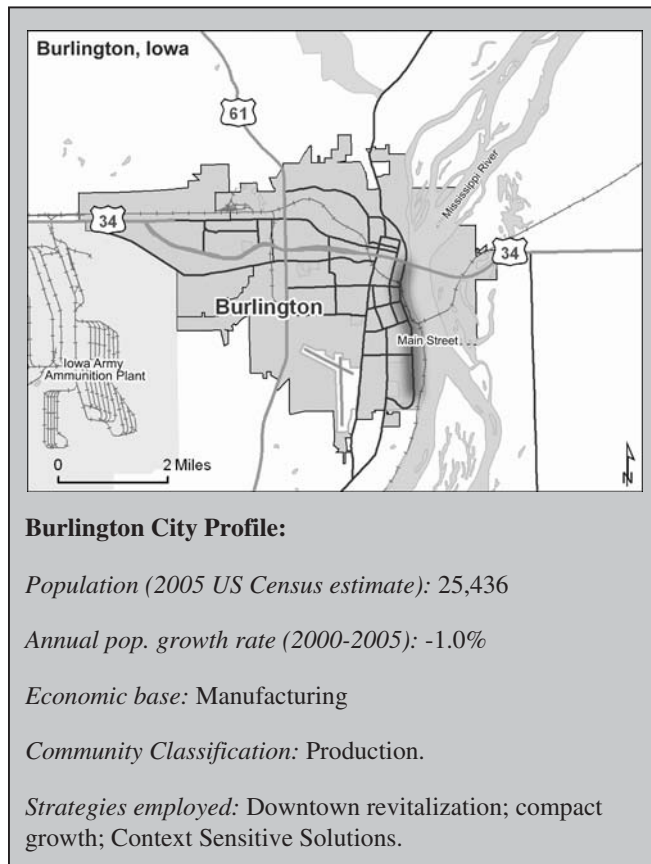 Burlington, Iowa
61
Mississippi River
34
34
Burlington
Main Street
Iowa Army
Ammunition Plant
0 2 Miles
N
Burlington City Profile:
Population (2005 US Census estimate): 25,436
Annual pop. growth rate (2000-2005): -1.0%
Economic base: Manufacturing
Community Classification: Production.
Strategies employed: Downtown revitalization; compact
growth; Context Sensitive Solutions.